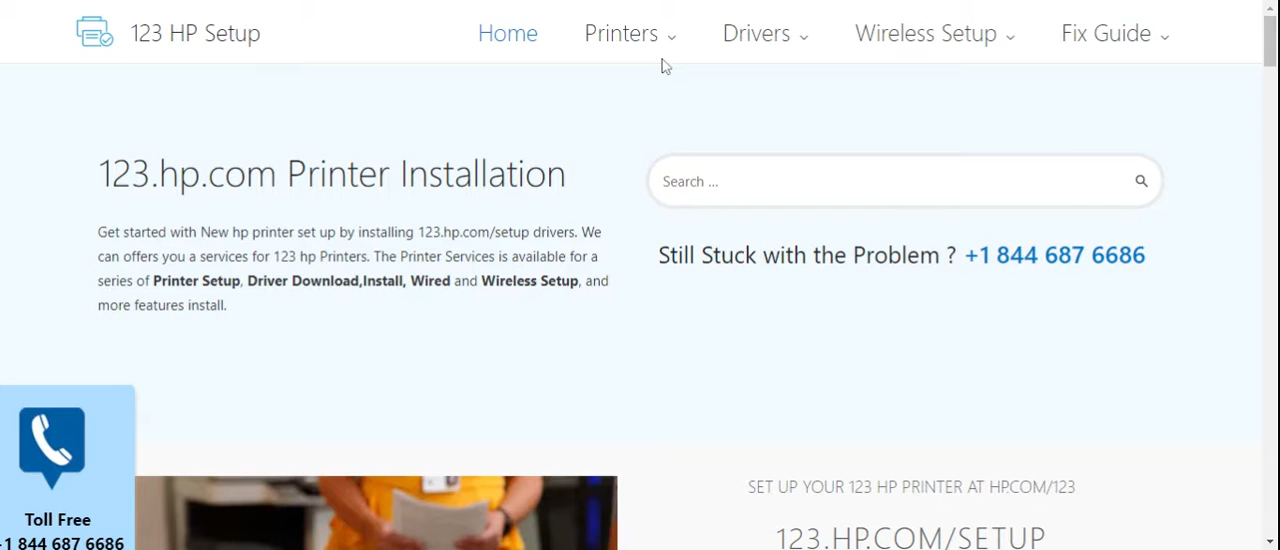 123 HP Setup
Home
Printers
Drivers
Wireless Setup
Fix Guide
123.hp.com Printer Installation
Search ...
Get started with New hp printer set up by installing 123.hp.com/setup drivers. We
can offers you a services for 123 hp Printers. The Printer Services is available for a
series of Printer Setup, Driver Download,Install, Wired and Wireless Setup, and
more features install.
Still Stuck with the Problem ? +1 844 687 6686
Toll Free
+1 844 687 6686
SET UP YOUR 123 HP PRINTER AT HP.COM/123
123.HP.COM/SETUP